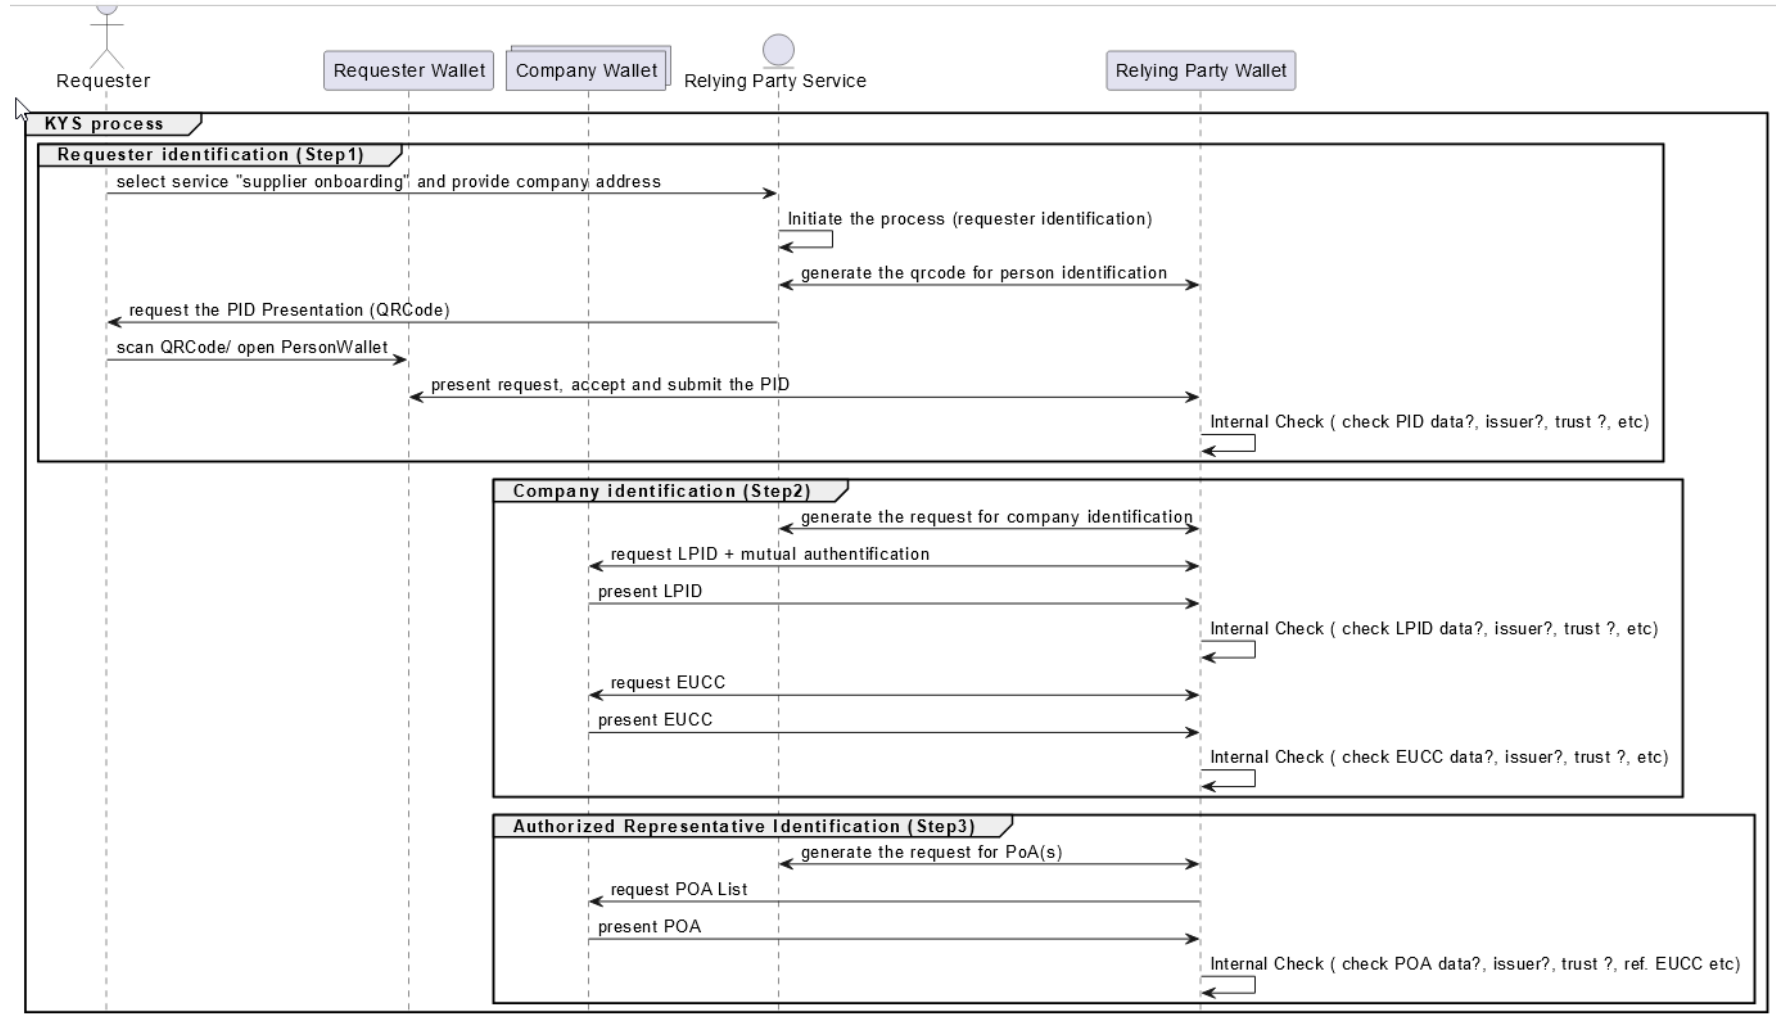 Requester
Requester Wallet
Company Wallet
Relying Party Service
Relying Party Wallet
KYS process
Requester identification (Step1)
select service "supplier onboarding" and provide company address
Initiate the process (requester identification)
generate the qrcode for person identification
request the PID Presentation (QRCode)
scan QRCode/ open PersonWallet
present request, accept and submit the PID
Internal Check ( check PID data?, issuer?, trust ?, etc)
Company identification (Step2)
generate the request for company identification
request LPID + mutual authentification
present LPID
Internal Check ( check LPID data?, issuer?, trust ?, etc)
request EUCC
present EUCC
Internal Check ( check EUCC data?, issuer?, trust ?, etc)
Authorized Representative Identification (Step3)
generate the request for PoA(s)
request POA List
present POA
Internal Check ( check POA data?, issuer?, trust ?, ref. EUCC etc)